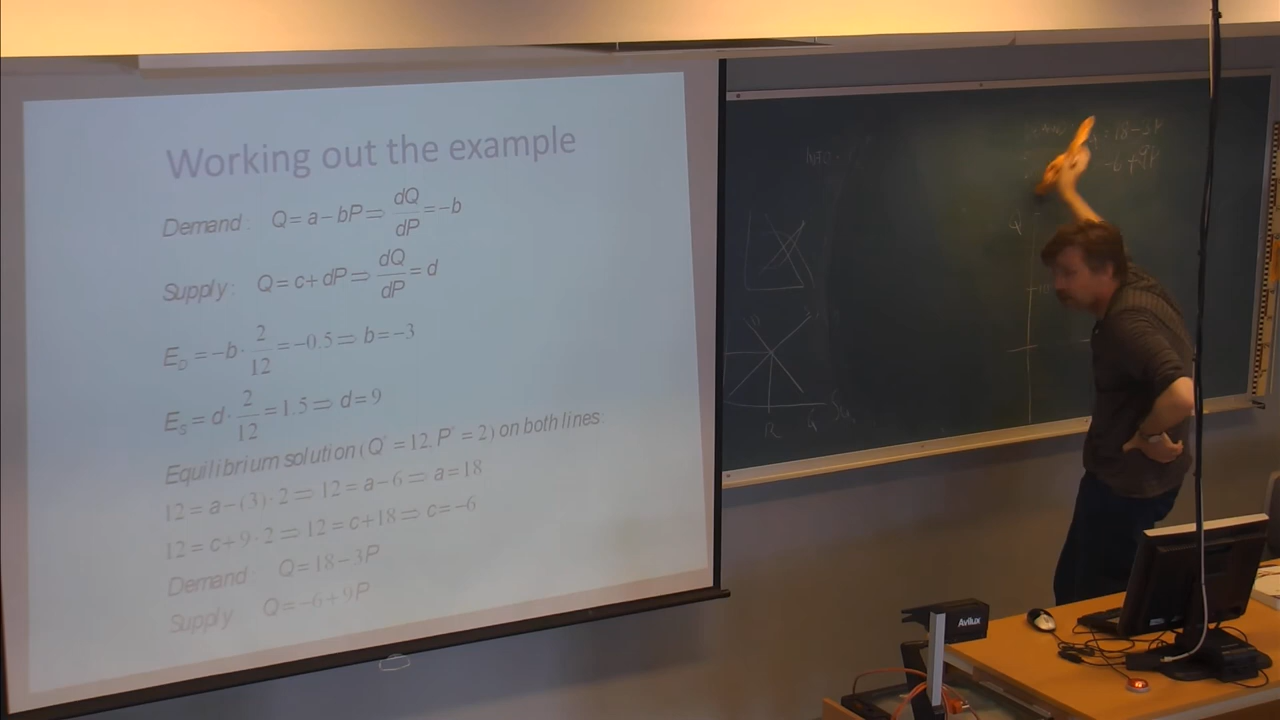 Working out the example
Demand: Q = a − bP ⇒ dQ/dP = −b
Supply: Q = c + dP ⇒ dQ/dP = d
E_D = −b · 2/12 = −0.5 ⇒ b = −3
E_S = d · 2/12 = 1.5 ⇒ d = 9
Equilibrium solution (Q* = 12, P* = 2) on both lines:
12 = a − (3) · 2 ⇒ 12 = a − 6 ⇒ a = 18
12 = c + 9 · 2 ⇒ 12 = c + 18 ⇒ c = −6
Demand: Q = 18 − 3P
Supply Q = −6 + 9P
= 18 − 3P
−6 + 9P
Q
Avilux